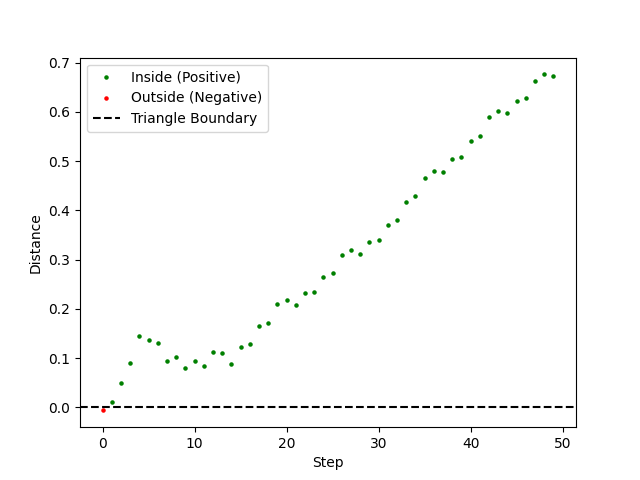 0.7
0.6
0.5
0.4
0.3
0.2
0.1
0.0
Distance
Inside (Positive)
Outside (Negative)
Triangle Boundary
0 10 20 30 40 50
Step